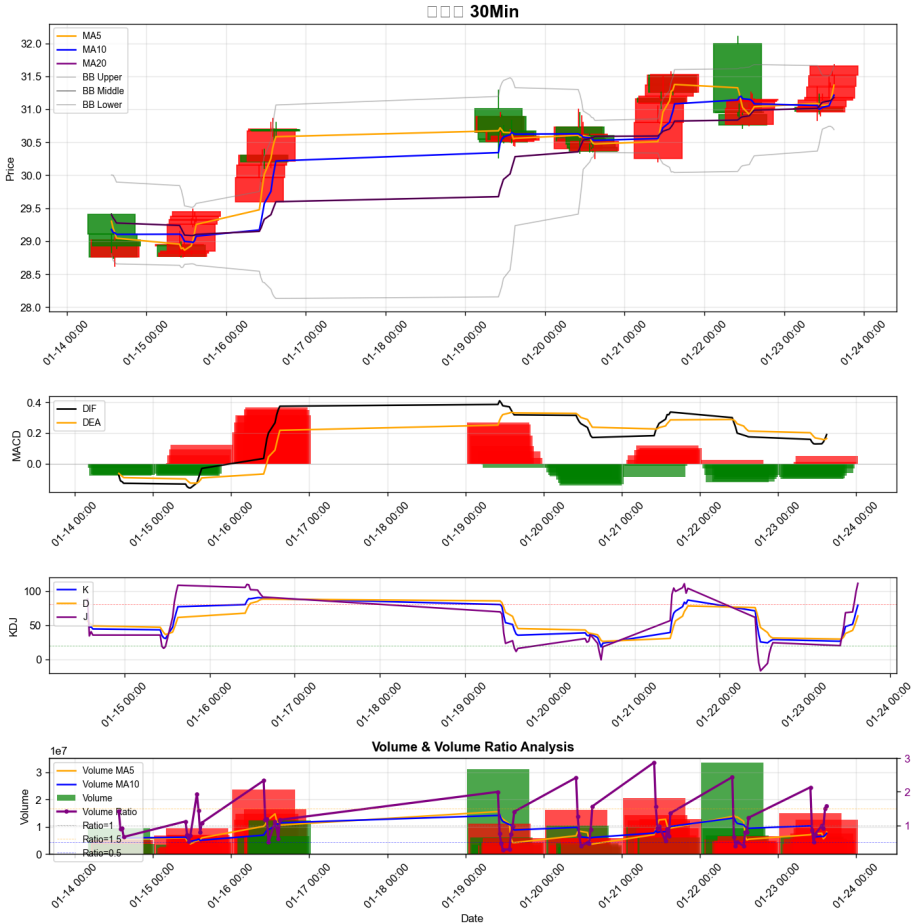 30Min
MA5
MA10
MA20
BB Upper
BB Middle
BB Lower
32.0
31.5
31.0
30.5
30.0
29.5
29.0
28.5
28.0
Price
01-14 00:00
01-15 00:00
01-16 00:00
01-17 00:00
01-18 00:00
01-19 00:00
01-20 00:00
01-21 00:00
01-22 00:00
01-23 00:00
01-24 00:00
DIF
DEA
0.4
0.2
0.0
MACD
01-14 00:00
01-15 00:00
01-16 00:00
01-17 00:00
01-18 00:00
01-19 00:00
01-20 00:00
01-21 00:00
01-22 00:00
01-23 00:00
01-24 00:00
K
D
J
100
50
0
KDJ
01-15 00:00
01-16 00:00
01-17 00:00
01-18 00:00
01-19 00:00
01-20 00:00
01-21 00:00
01-22 00:00
01-23 00:00
01-24 00:00
Volume & Volume Ratio Analysis
1e7
Volume MA5
Volume MA10
Volume
Volume Ratio
Ratio=1
Ratio=1.5
Ratio=0.5
3
2
1
0
Volume
3
2
1
01-14 00:00
01-15 00:00
01-16 00:00
01-17 00:00
01-18 00:00
01-19 00:00
01-20 00:00
01-21 00:00
01-22 00:00
01-23 00:00
01-24 00:00
Date